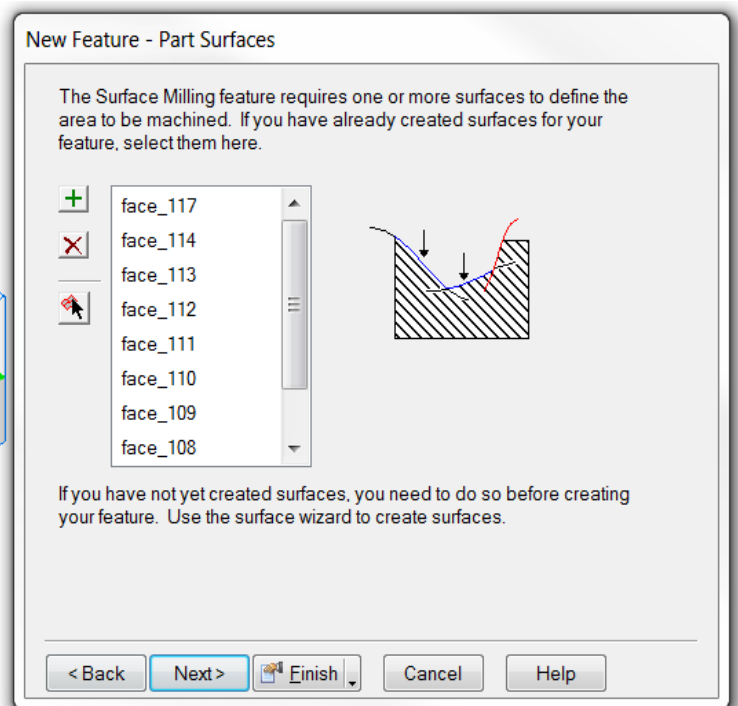 New Feature - Part Surfaces
The Surface Milling feature requires one or more surfaces to define the
area to be machined. If you have already created surfaces for your
feature, select them here.
face_117
face_114
face_113
face_112
face_111
face_110
face_109
face_108
If you have not yet created surfaces, you need to do so before creating
your feature. Use the surface wizard to create surfaces.
< Back Next > Finish Cancel Help